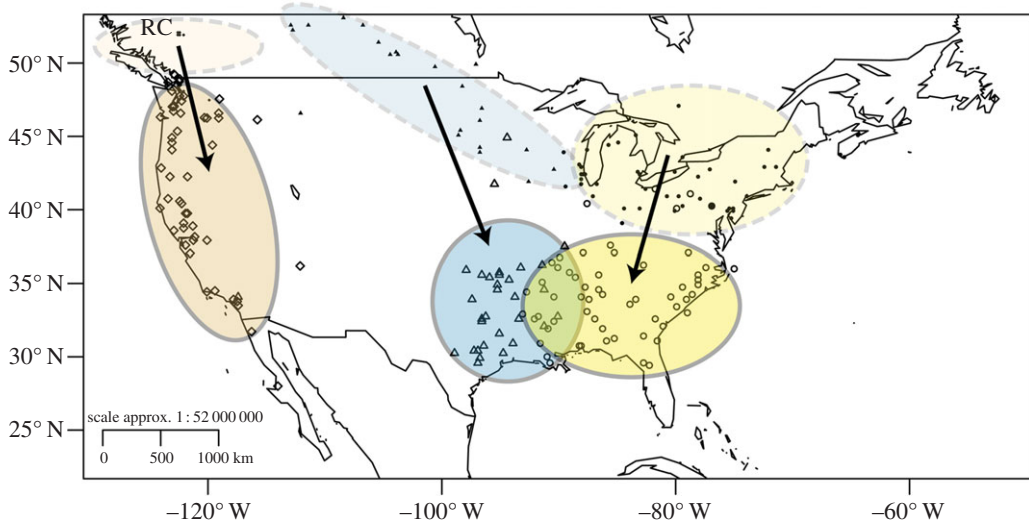 RC
50° N
45° N
40° N
35° N
30° N
25° N
scale approx. 1 : 52 000 000
0 500 1000 km
−120° W −100° W −80° W −60° W